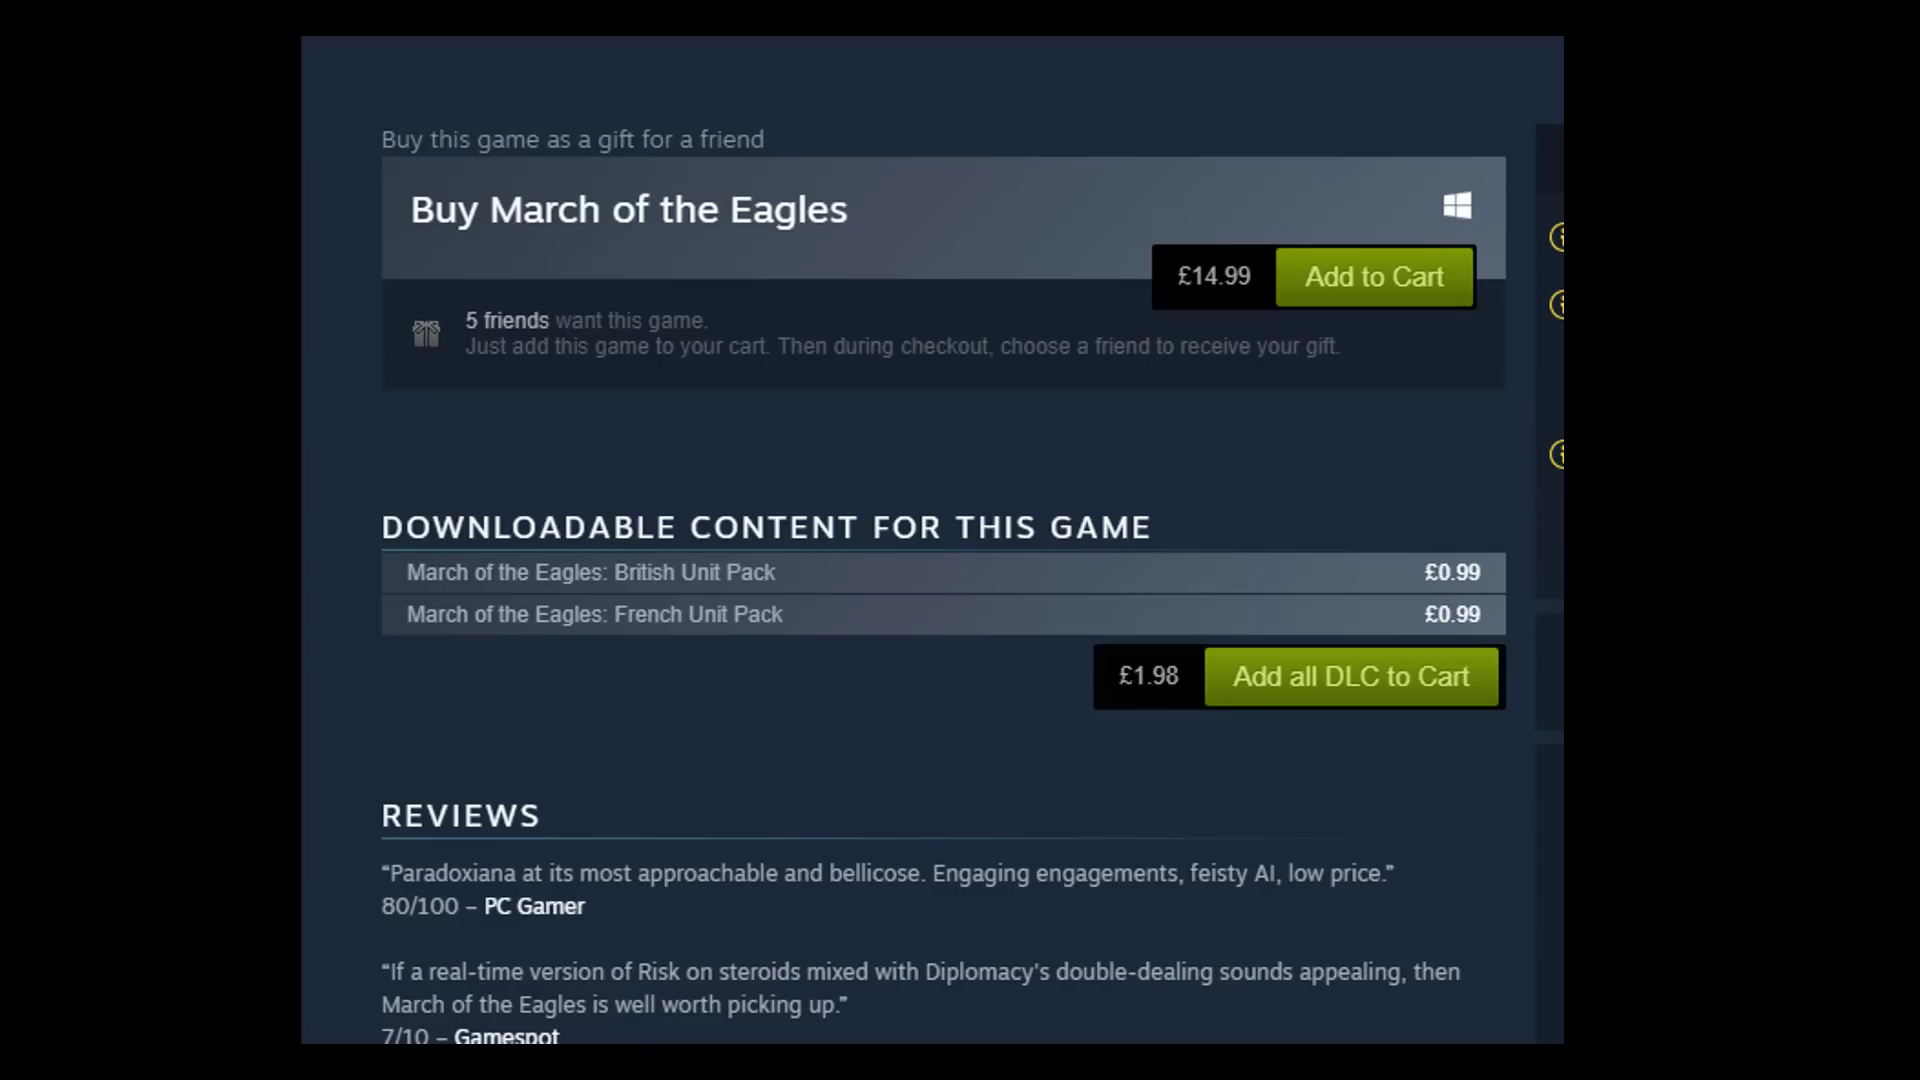 Buy this game as a gift for a friend
Buy March of the Eagles
£14.99 Add to Cart
5 friends want this game.
Just add this game to your cart. Then during checkout, choose a friend to receive your gift.
DOWNLOADABLE CONTENT FOR THIS GAME
March of the Eagles: British Unit Pack £0.99
March of the Eagles: French Unit Pack £0.99
£1.98 Add all DLC to Cart
REVIEWS
“Paradoxiana at its most approachable and bellicose. Engaging engagements, feisty AI, low price.”
80/100 – PC Gamer
“If a real-time version of Risk on steroids mixed with Diplomacy's double-dealing sounds appealing, then
March of the Eagles is well worth picking up.”
7/10 – Gamespot